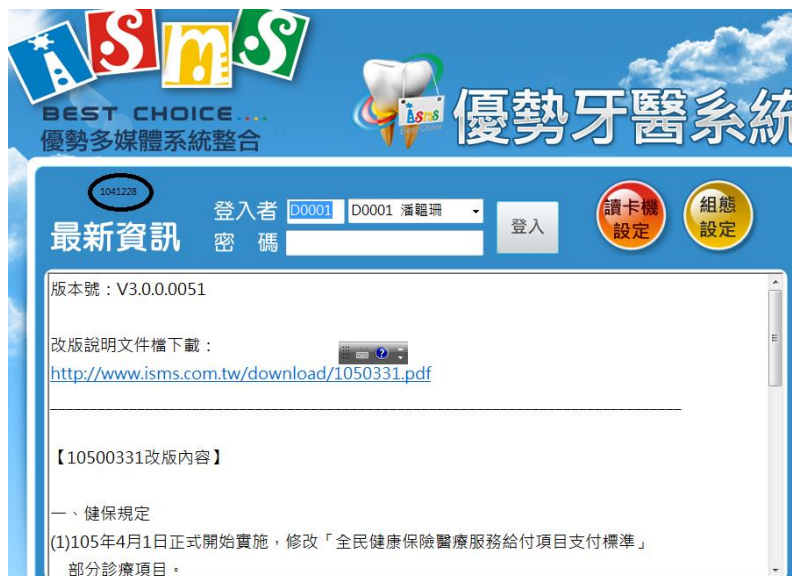 isms
BEST CHOICE....
優勢多媒體系統整合
isms
Best Choice
優勢牙醫系統
1041228
最新資訊
登入者 D0001 D0001 潘韞珊
密 碼
登入
讀卡機
設定
組態
設定
版本號：V3.0.0.0051
改版說明文件檔下載：
http://www.isms.com.tw/download/1050331.pdf
【10500331改版內容】
一、健保規定
(1)105年4月1日正式開始實施，修改「全民健康保險醫療服務給付項目支付標準」
部分診療項目。